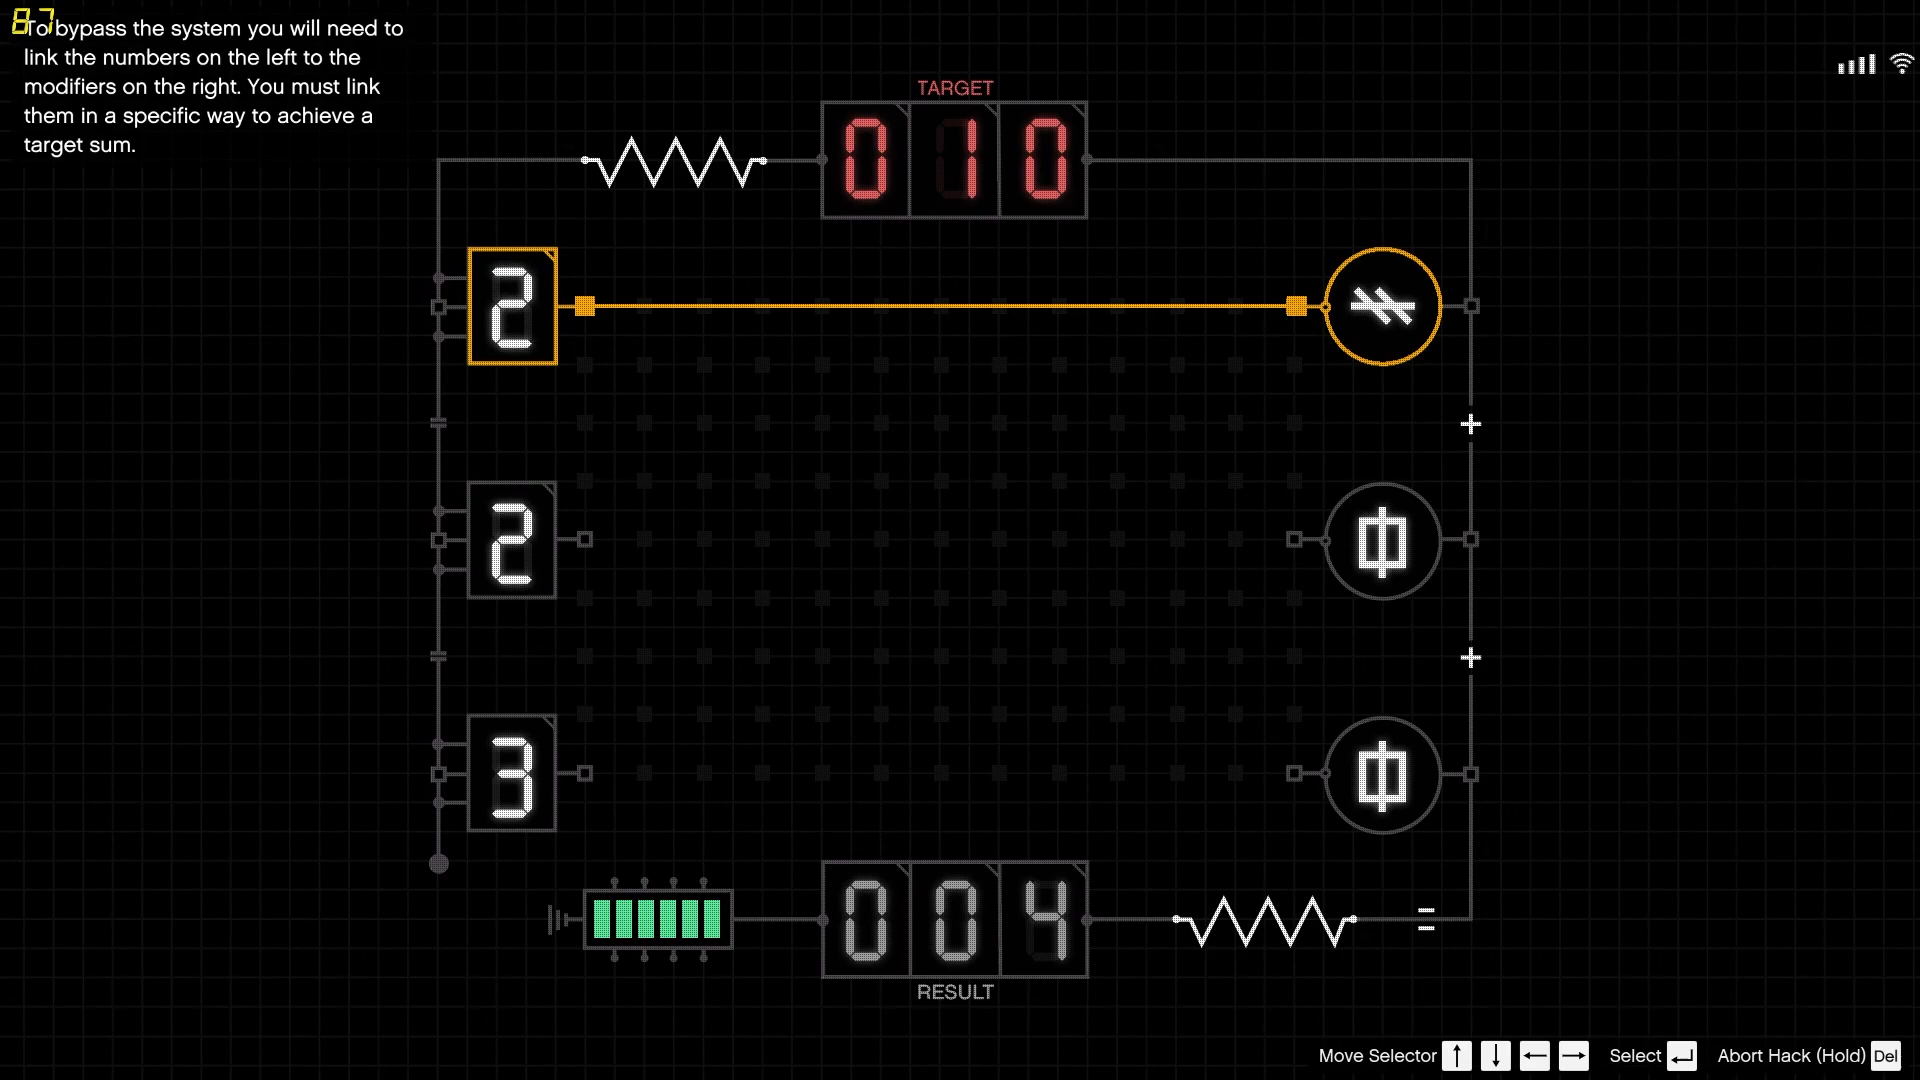 87
To bypass the system you will need to
link the numbers on the left to the
modifiers on the right. You must link
them in a specific way to achieve a
target sum.
TARGET
010
2
+
2
+
3
004
=
RESULT
Move Selector ↑ ↓ ← → Select ↵ Abort Hack (Hold) Del